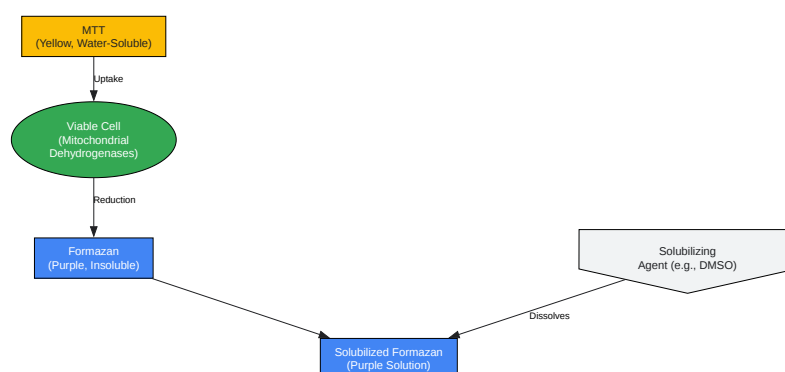 MTT
(Yellow, Water-Soluble)
Uptake
Viable Cell
(Mitochondrial
Dehydrogenases)
Reduction
Formazan
(Purple, Insoluble)
Solubilizing
Agent (e.g., DMSO)
Dissolves
Solubilized Formazan
(Purple Solution)